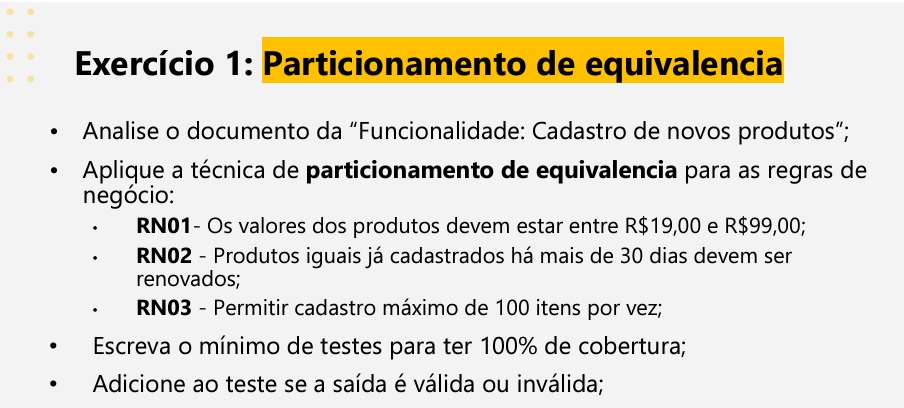 Exercício 1: Particionamento de equivalencia
• Analise o documento da “Funcionalidade: Cadastro de novos produtos”;
• Aplique a técnica de particionamento de equivalencia para as regras de
negócio:
• RN01- Os valores dos produtos devem estar entre R$19,00 e R$99,00;
• RN02 - Produtos iguais já cadastrados há mais de 30 dias devem ser
renovados;
• RN03 - Permitir cadastro máximo de 100 itens por vez;
• Escreva o mínimo de testes para ter 100% de cobertura;
• Adicione ao teste se a saída é válida ou inválida;